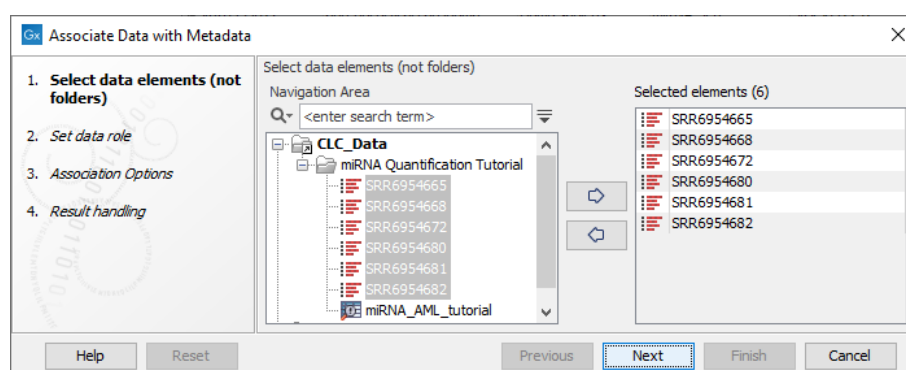 Gx Associate Data with Metadata
1. Select data elements (not
folders)
2. Set data role
3. Association Options
4. Result handling
Select data elements (not folders)
Navigation Area
<enter search term>
CLC_Data
miRNA Quantification Tutorial
SRR6954665
SRR6954668
SRR6954672
SRR6954680
SRR6954681
SRR6954682
miRNA_AML_tutorial
Selected elements (6)
SRR6954665
SRR6954668
SRR6954672
SRR6954680
SRR6954681
SRR6954682
Help
Reset
Previous
Next
Finish
Cancel